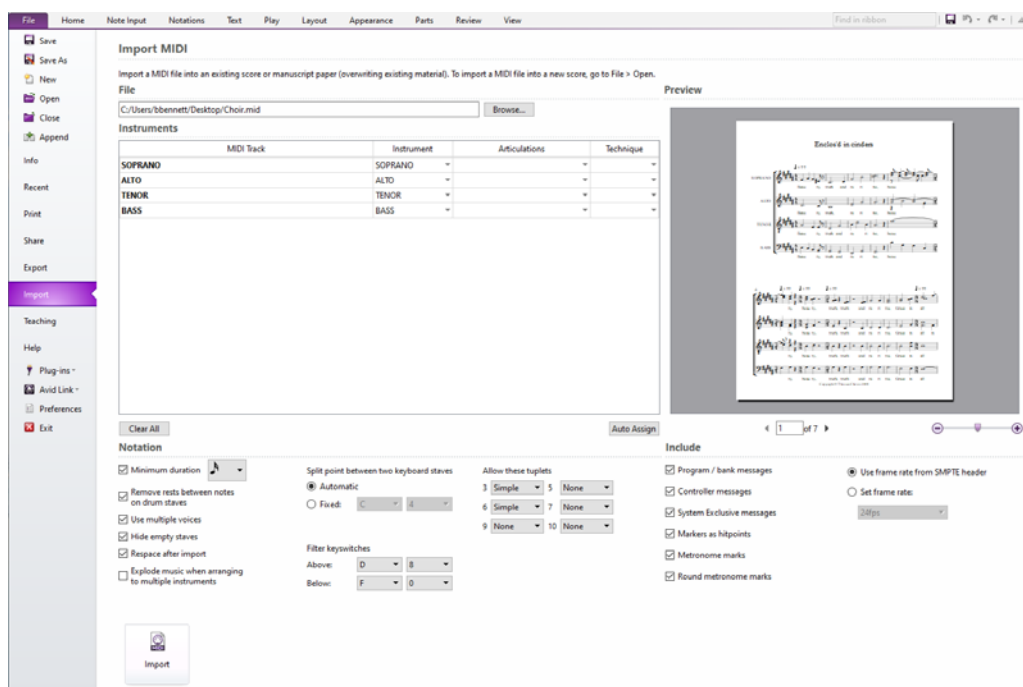 File Home Note Input Notations Text Play Layout Appearance Parts Review View Find in ribbon
Save
Save As
New
Open
Close
Append
Info
Recent
Print
Share
Export
Import
Teaching
Help
Plug-ins
Avid Link
Preferences
Exit
Import MIDI
Import a MIDI file into an existing score or manuscript paper (overwriting existing material). To import a MIDI file into a new score, go to File > Open.
File
C:/Users/bbennett/Desktop/Choir.mid Browse...
Instruments
MIDI Track Instrument Articulations Technique
SOPRANO SOPRANO
ALTO ALTO
TENOR TENOR
BASS BASS
Clear All Auto Assign
Preview
Enclos'd in cinders
SOPRANO
ALTO
TENOR
BASS
1 of 7
Notation
Minimum duration
Remove rests between notes
on drum staves
Use multiple voices
Hide empty staves
Respace after import
Explode music when arranging
to multiple instruments
Split point between two keyboard staves
Automatic
Fixed: C 4
Filter keyswitches
Above: D 8
Below: F 0
Allow these tuplets
3 Simple 5 None
6 Simple 7 None
9 None 10 None
Include
Program / bank messages
Controller messages
System Exclusive messages
Markers as hitpoints
Metronome marks
Round metronome marks
Use frame rate from SMPTE header
Set frame rate:
24fps
Import